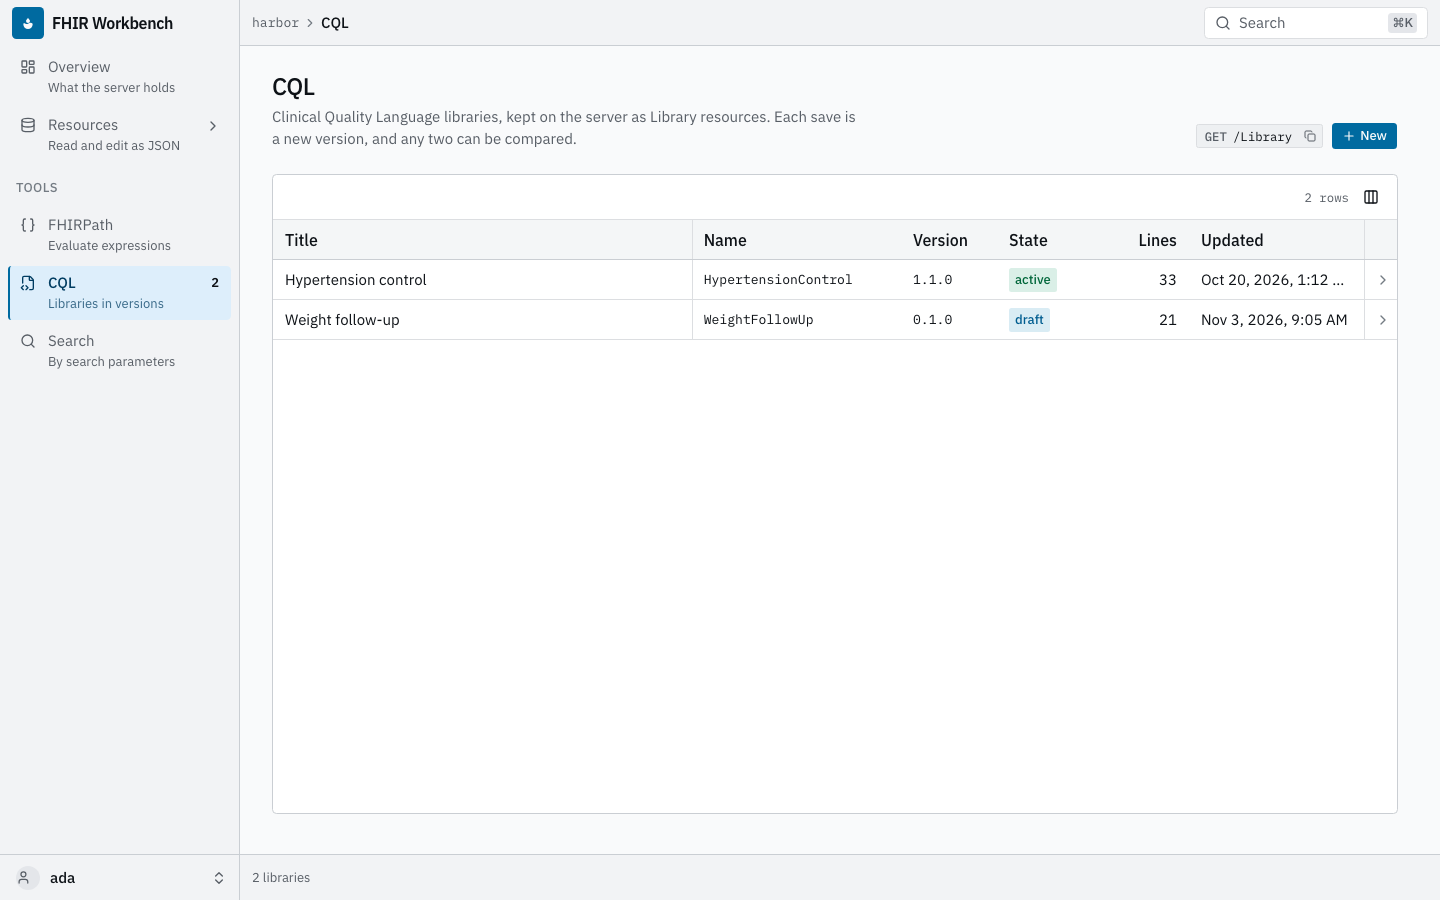 FHIR Workbench
Overview
What the server holds
Resources
Read and edit as JSON
TOOLS
FHIRPath
Evaluate expressions
CQL 2
Libraries in versions
Search
By search parameters
ada
harbor > CQL
Search ⌘K
CQL
Clinical Quality Language libraries, kept on the server as Library resources. Each save is
a new version, and any two can be compared.
GET /Library
+ New
2 rows
Title Name Version State Lines Updated
Hypertension control HypertensionControl 1.1.0 active 33 Oct 20, 2026, 1:12 ...
Weight follow-up WeightFollowUp 0.1.0 draft 21 Nov 3, 2026, 9:05 AM
2 libraries